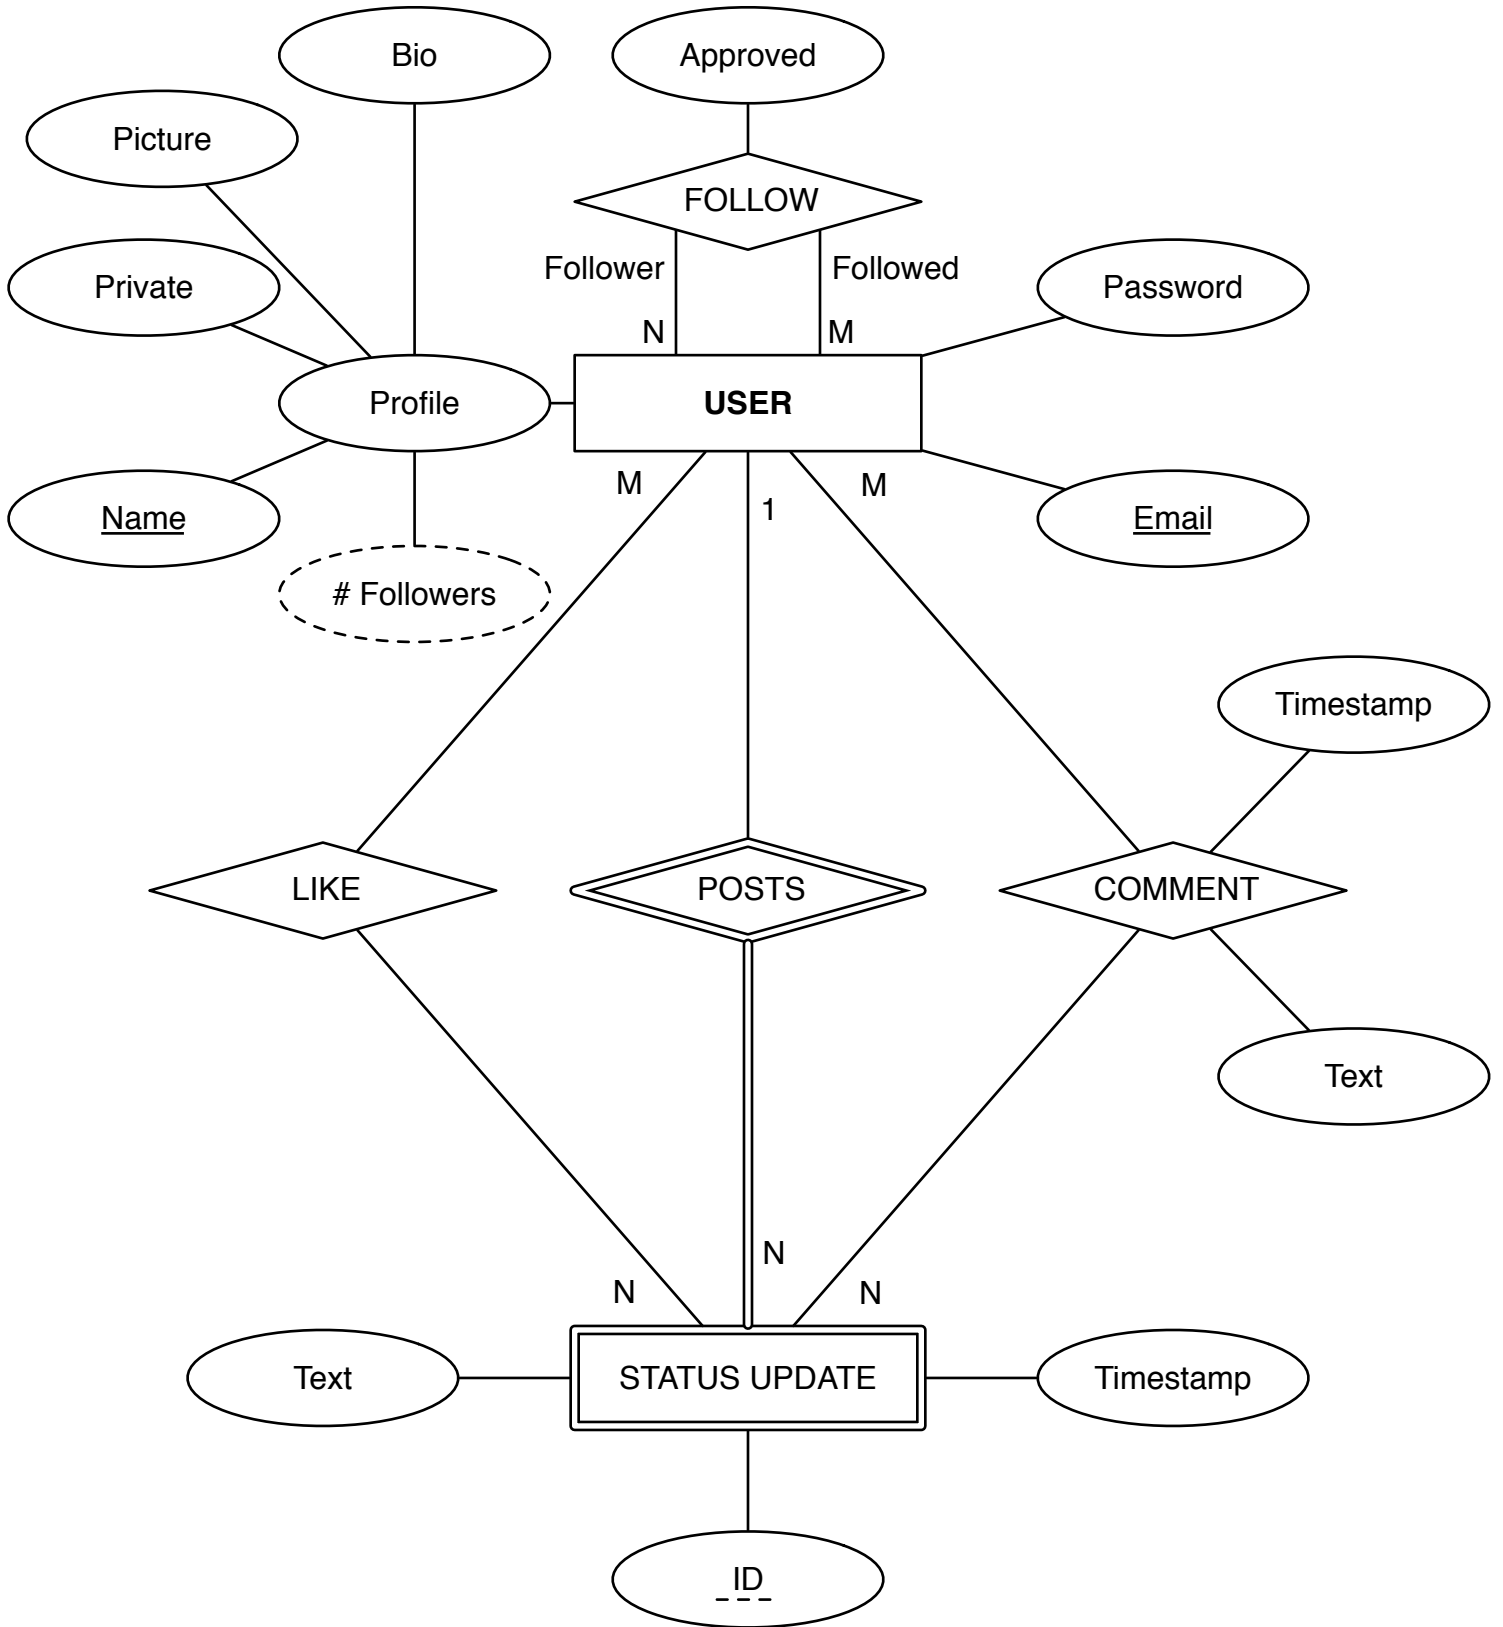 Bio
Approved
Picture
FOLLOW
Follower
Followed
Private
Password
N
M
Profile
USER
M
M
1
Name
Email
# Followers
Timestamp
LIKE
POSTS
COMMENT
Text
N
N
N
Text
STATUS UPDATE
Timestamp
ID